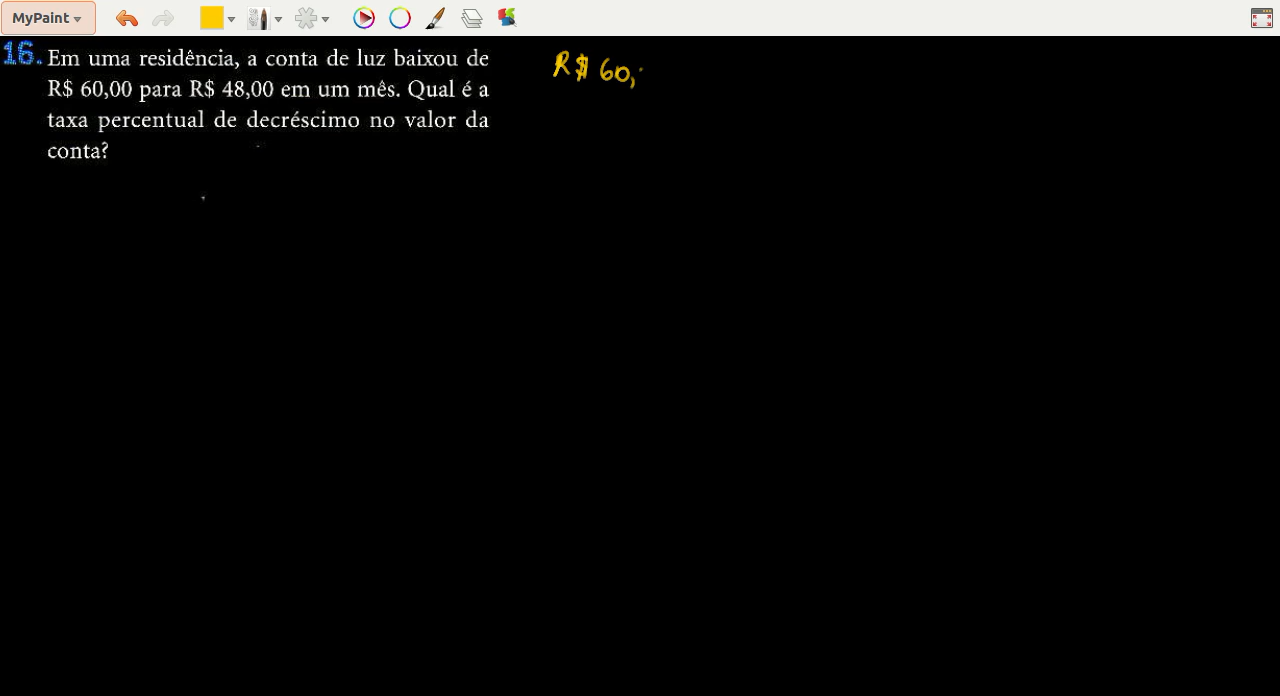 MyPaint
16. Em uma residência, a conta de luz baixou de
R$ 60,00 para R$ 48,00 em um mês. Qual é a
taxa percentual de decréscimo no valor da
conta?
R$ 60,